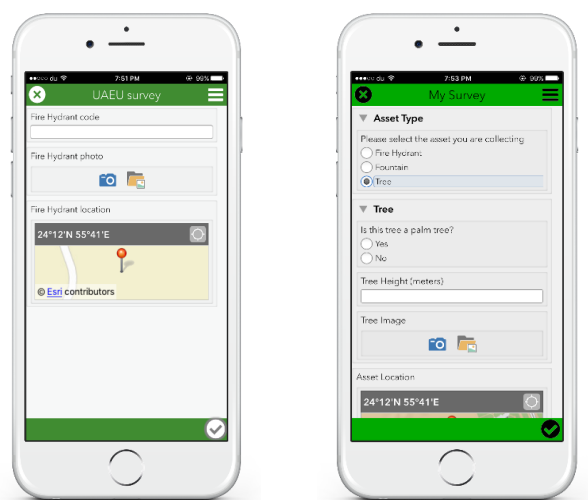 du 7:51 PM 99%
UAEU survey
Fire Hydrant code
Fire Hydrant photo
Fire Hydrant location
24°12'N 55°41'E
© Esri contributors
du 7:53 PM 99%
My Survey
Asset Type
Please select the asset you are collecting
Fire Hydrant
Fountain
Tree
Tree
Is this tree a palm tree?
Yes
No
Tree Height (meters)
Tree Image
Asset Location
24°12'N 55°41'E